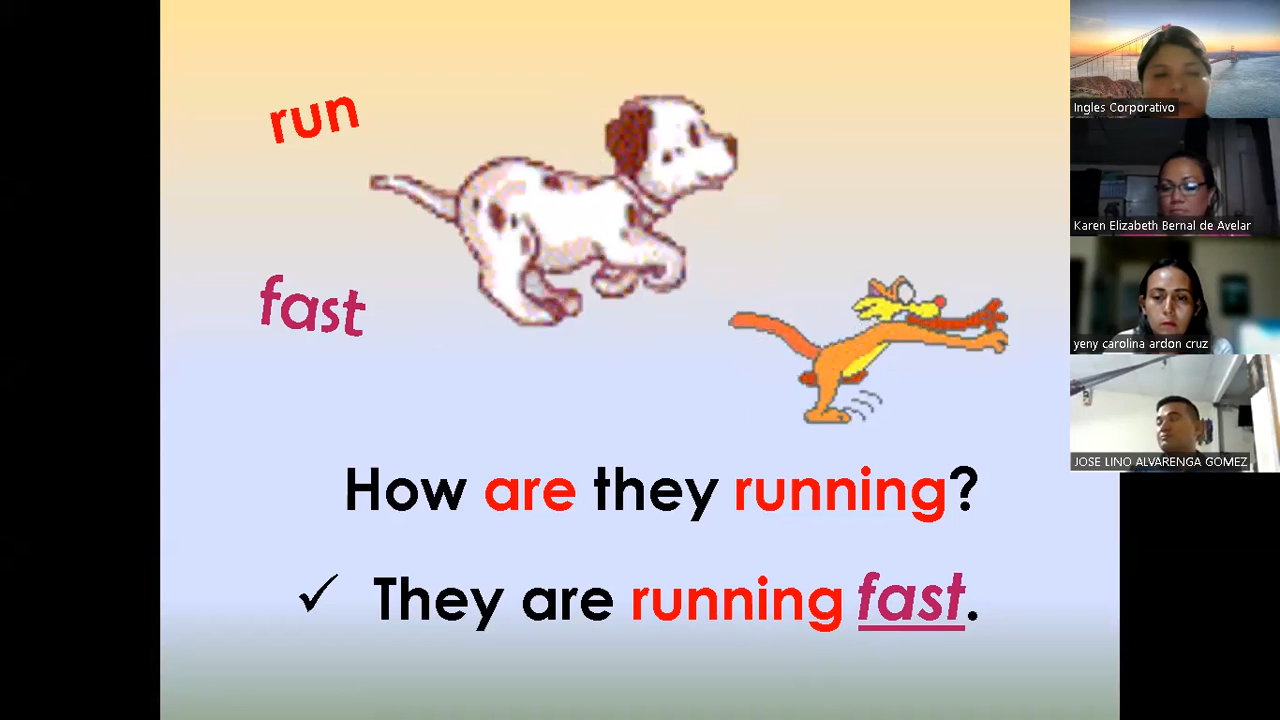 run
fast
How are they running?
✓ They are running fast.
Ingles Corporativo
Karen Elizabeth Bernal de Avelar
yeny carolina ardon cruz
JOSE LINO ALVARENGA GOMEZ